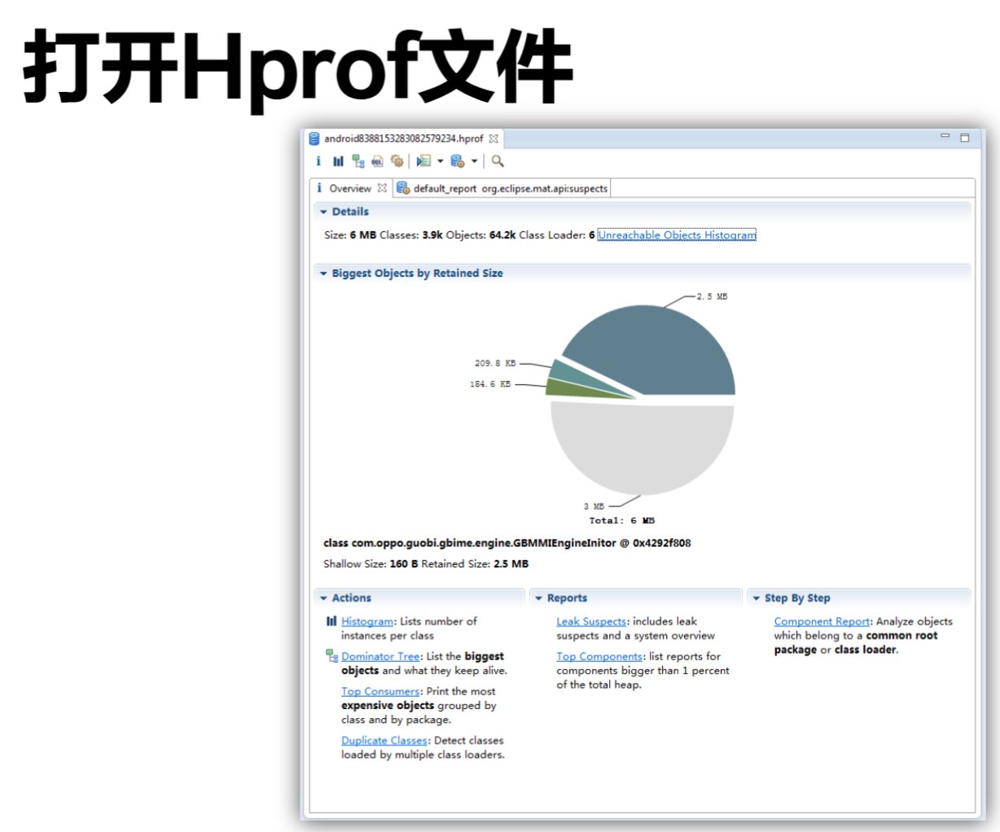 打开Hprof文件
android8388153283082579234.hprof
Overview
default_report org.eclipse.mat.api:suspects
Details
Size: 6 MB Classes: 3.9k Objects: 64.2k Class Loader: 6 Unreachable Objects Histogram
Biggest Objects by Retained Size
2.5 MB
209.8 KB
184.6 KB
3 MB
Total: 6 MB
class com.oppo.guobi.gbime.engine.GBMMIEngineInitor @ 0x4292f808
Shallow Size: 160 B Retained Size: 2.5 MB
Actions
Histogram: Lists number of
instances per class
Dominator Tree: List the biggest
objects and what they keep alive.
Top Consumers: Print the most
expensive objects grouped by
class and by package.
Duplicate Classes: Detect classes
loaded by multiple class loaders.
Reports
Leak Suspects: includes leak
suspects and a system overview
Top Components: list reports for
components bigger than 1 percent
of the total heap.
Step By Step
Component Report: Analyze objects
which belong to a common root
package or class loader.